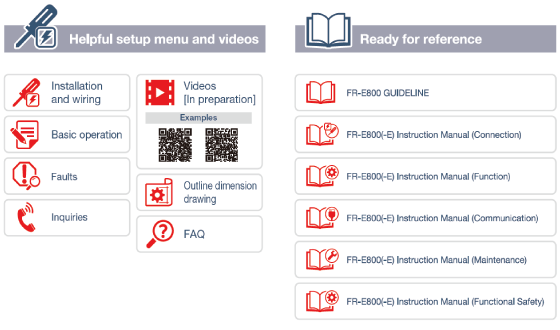 Helpful setup menu and videos
Installation
and wiring
Basic operation
Faults
Inquiries
Videos
[In preparation]
Examples
Outline dimension
drawing
FAQ
Ready for reference
FR-E800 GUIDELINE
FR-E800(-E) Instruction Manual (Connection)
FR-E800(-E) Instruction Manual (Function)
FR-E800(-E) Instruction Manual (Communication)
FR-E800(-E) Instruction Manual (Maintenance)
FR-E800(-E) Instruction Manual (Functional Safety)